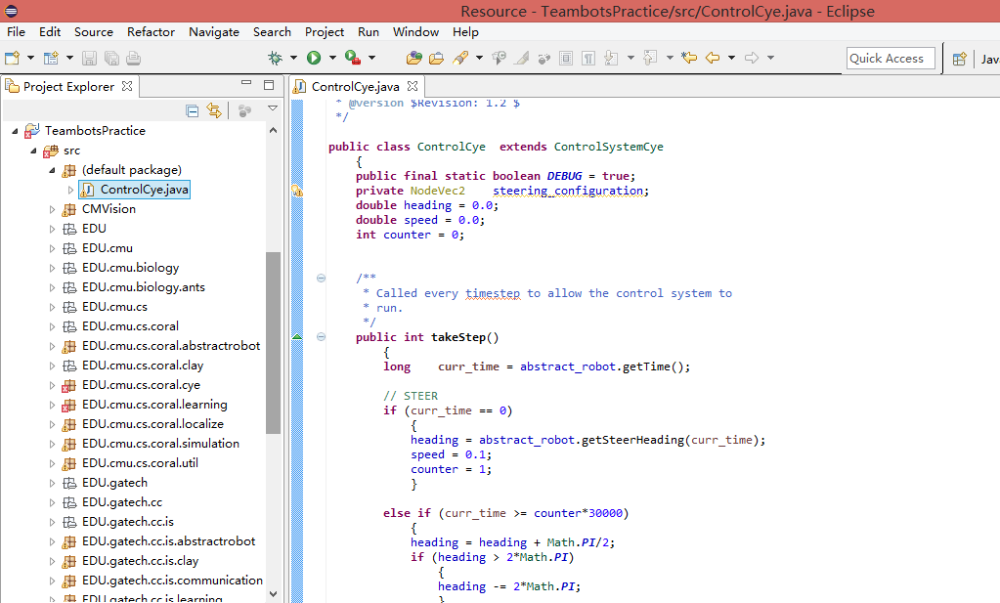 Resource - TeambotsPractice/src/ControlCye.java - Eclipse
File Edit Source Refactor Navigate Search Project Run Window Help
Quick Access
Jav
Project Explorer
ControlCye.java
TeambotsPractice
src
(default package)
ControlCye.java
CMVision
EDU
EDU.cmu
EDU.cmu.biology
EDU.cmu.biology.ants
EDU.cmu.cs
EDU.cmu.cs.coral
EDU.cmu.cs.coral.abstractrobot
EDU.cmu.cs.coral.clay
EDU.cmu.cs.coral.cye
EDU.cmu.cs.coral.learning
EDU.cmu.cs.coral.localize
EDU.cmu.cs.coral.simulation
EDU.cmu.cs.coral.util
EDU.gatech
EDU.gatech.cc
EDU.gatech.cc.is
EDU.gatech.cc.is.abstractrobot
EDU.gatech.cc.is.clay
EDU.gatech.cc.is.communication
EDU.gatech.cc.is.learning
* @version $Revision: 1.2 $
*/
public class ControlCye extends ControlSystemCye
{
public final static boolean DEBUG = true;
private NodeVec2 steering_configuration;
double heading = 0.0;
double speed = 0.0;
int counter = 0;
/**
* Called every timestep to allow the control system to
* run.
*/
public int takeStep()
{
long curr_time = abstract_robot.getTime();
// STEER
if (curr_time == 0)
{
heading = abstract_robot.getSteerHeading(curr_time);
speed = 0.1;
counter = 1;
}
else if (curr_time >= counter*30000)
{
heading = heading + Math.PI/2;
if (heading > 2*Math.PI)
{
heading -= 2*Math.PI;
}